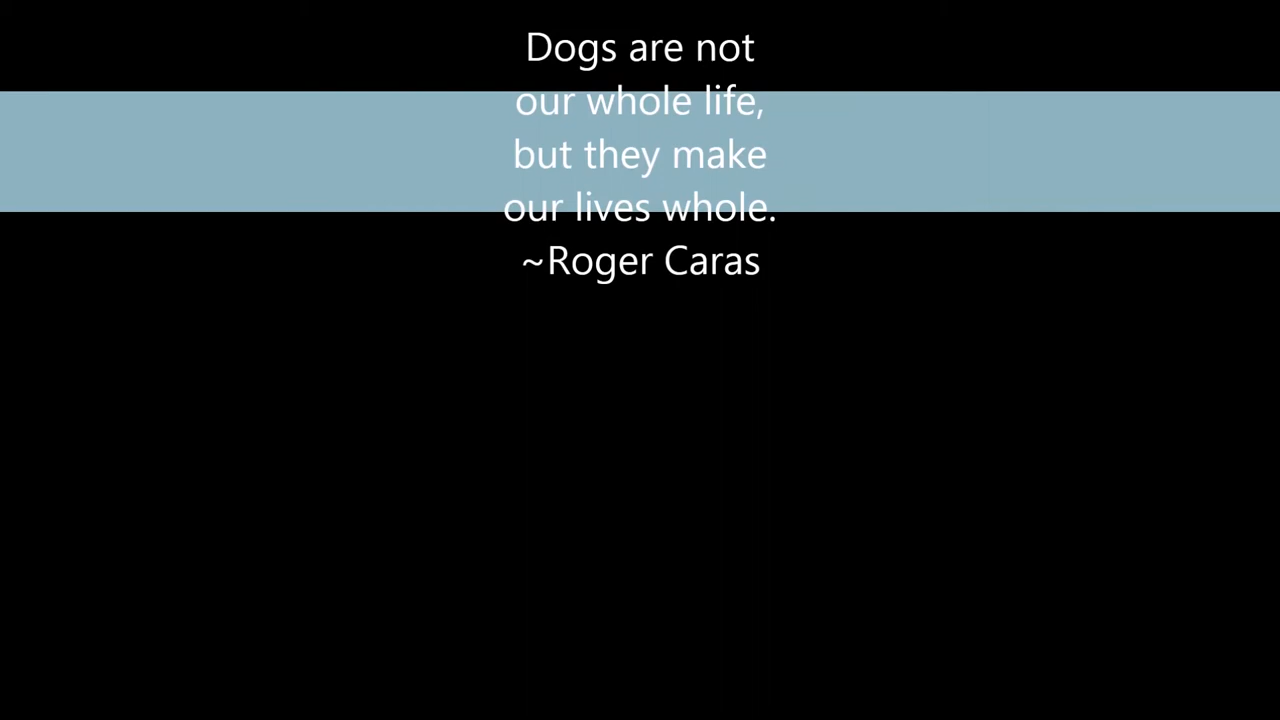 Dogs are not
our whole life,
but they make
our lives whole.
~Roger Caras